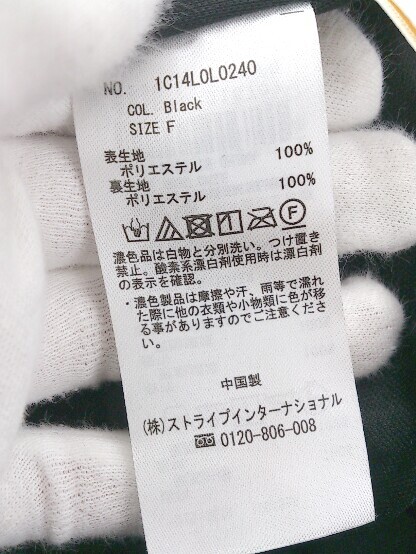 NO. 1C14L0L0240
COL. Black
SIZE F
表生地
ポリエステル 100%
裏生地
ポリエステル 100%
濃色品は白物と分別洗い。つけ置き
禁止。酸素系漂白剤使用時は漂白剤
の表示を確認。
・濃色製品は摩擦や汗、雨等で濡れ
た際に他の衣類や小物類に色が移
る事がありますのでご注意くださ
い。
中国製
(株)ストライプインターナショナル
0120-806-008